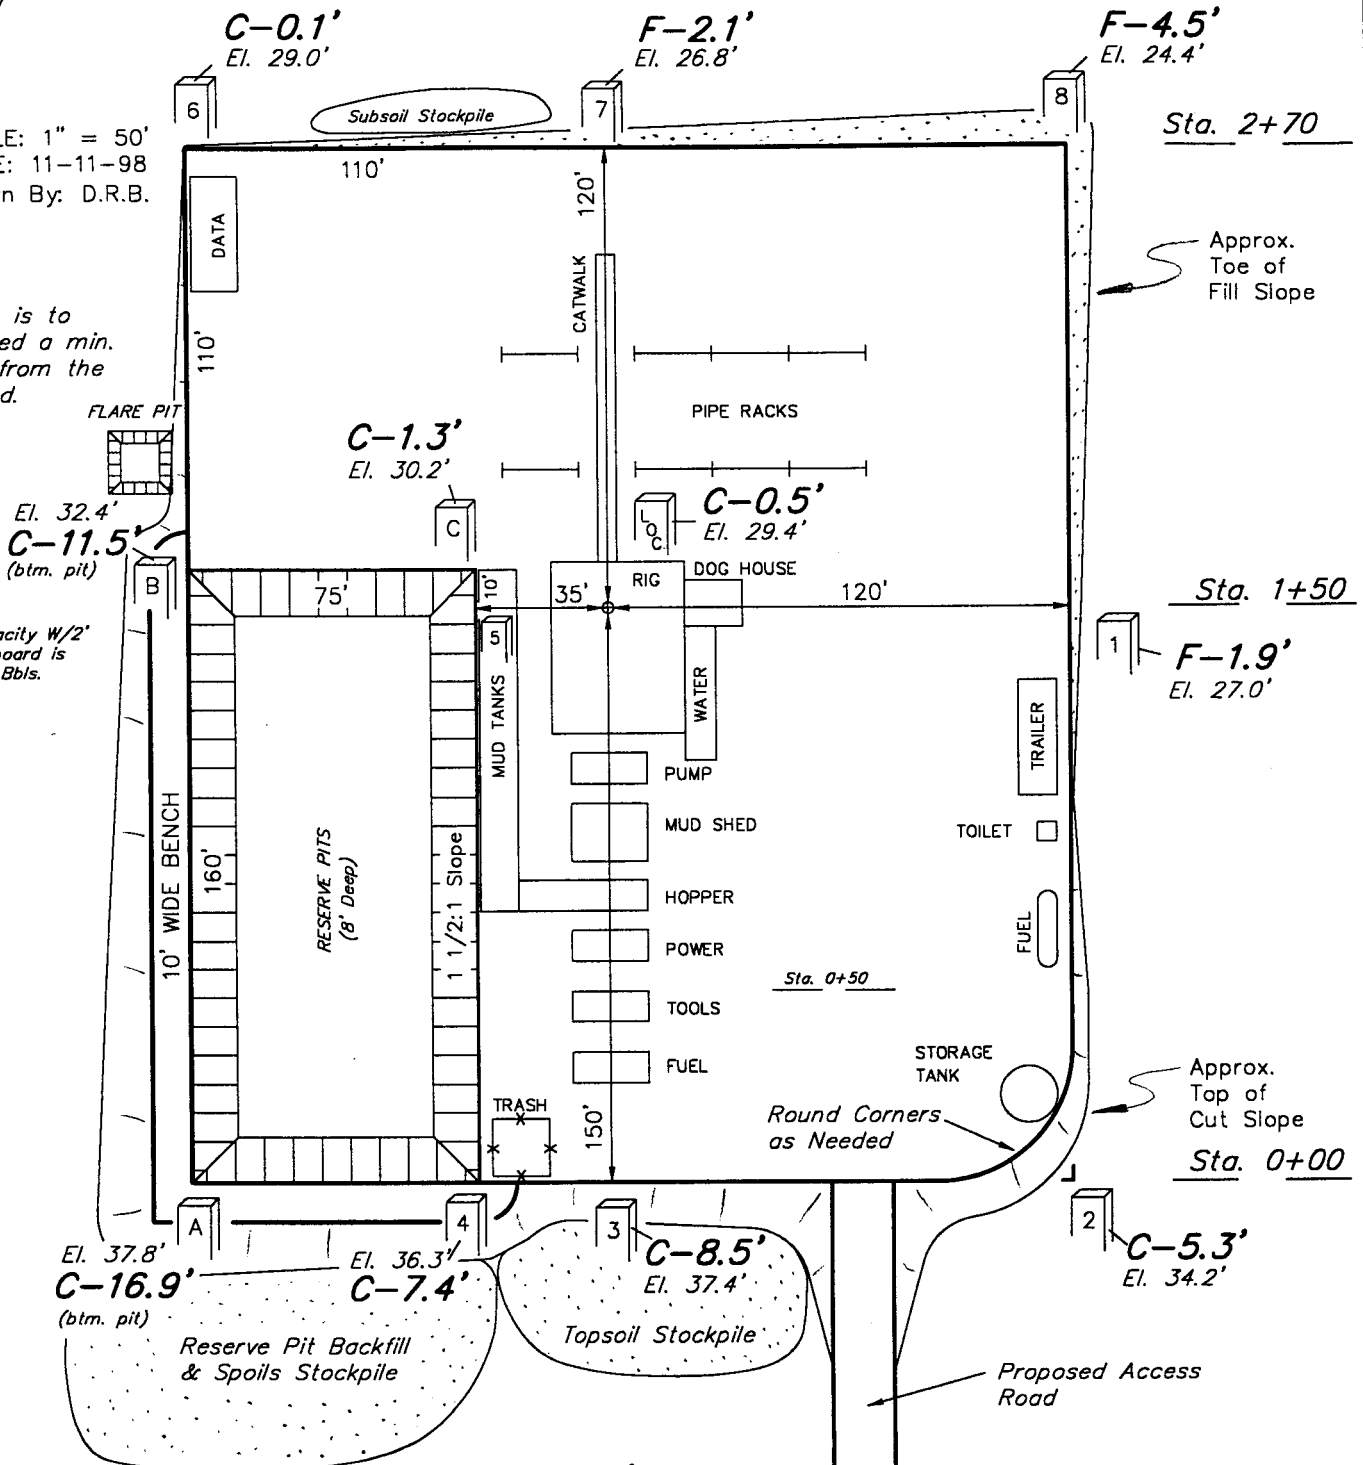 C-0.1'
El. 29.0'
F-2.1'
El. 26.8'
F-4.5'
El. 24.4'
6
7
8
Subsoil Stockpile
LE: 1" = 50'
E: 11-11-98
n By: D.R.B.
Sta. 2+70
110'
120'
DATA
CATWALK
Approx.
Toe of
Fill Slope
is to
ed a min.
from the
d.
110'
FLARE PIT
PIPE RACKS
C-1.3'
El. 30.2'
C
C-0.5'
El. 29.4'
LOC.
El. 32.4'
C-11.5'
(btm. pit)
B
75'
10'
35'
RIG
DOG HOUSE
120'
Sta. 1+50
acity W/2'
oard is
Bbls.
5
1
F-1.9'
El. 27.0'
MUD TANKS
WATER
TRAILER
PUMP
MUD SHED
TOILET
10' WIDE BENCH
160'
RESERVE PITS
(8' Deep)
1 1/2:1 Slope
HOPPER
POWER
FUEL
Sta. 0+50
TOOLS
FUEL
STORAGE
TANK
TRASH
150'
Round Corners
as Needed
Approx.
Top of
Cut Slope
Sta. 0+00
A
4
3
2
El. 37.8'
C-16.9'
(btm. pit)
El. 36.3'
C-7.4'
C-8.5'
El. 37.4'
C-5.3'
El. 34.2'
Reserve Pit Backfill
& Spoils Stockpile
Topsoil Stockpile
Proposed Access
Road